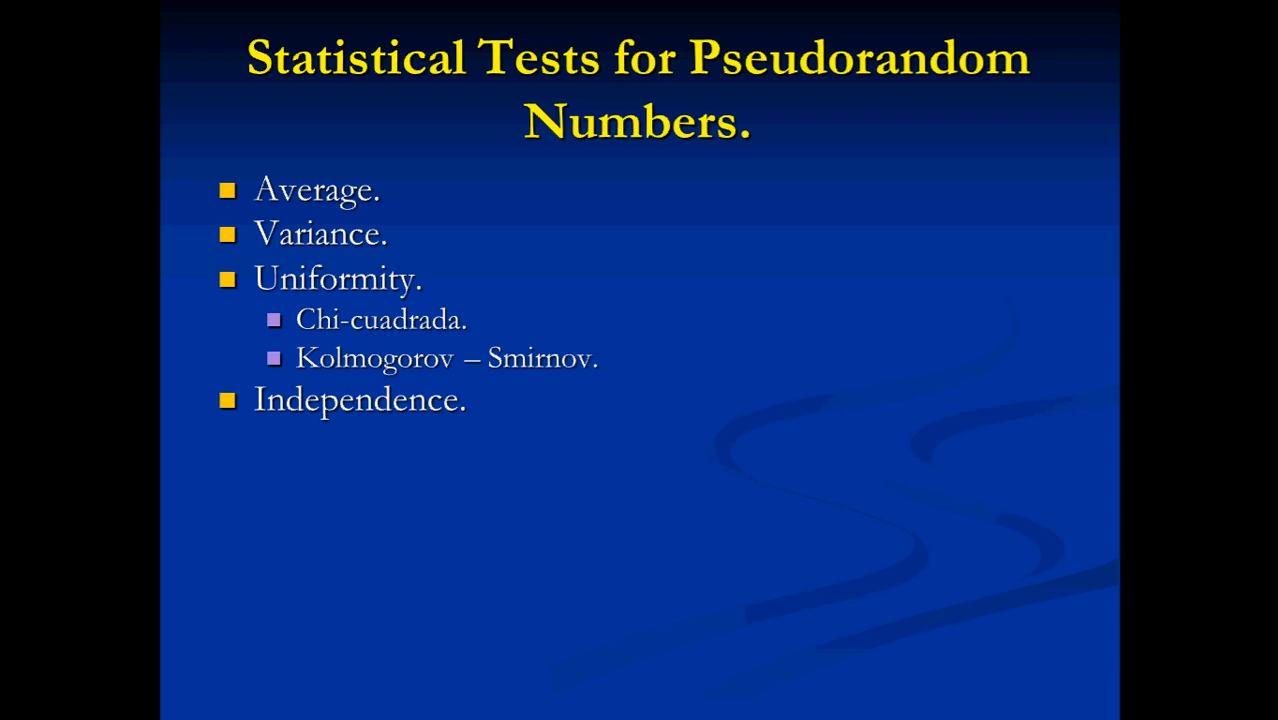 Statistical Tests for Pseudorandom
Numbers.
Average.
Variance.
Uniformity.
Chi-cuadrada.
Kolmogorov – Smirnov.
Independence.